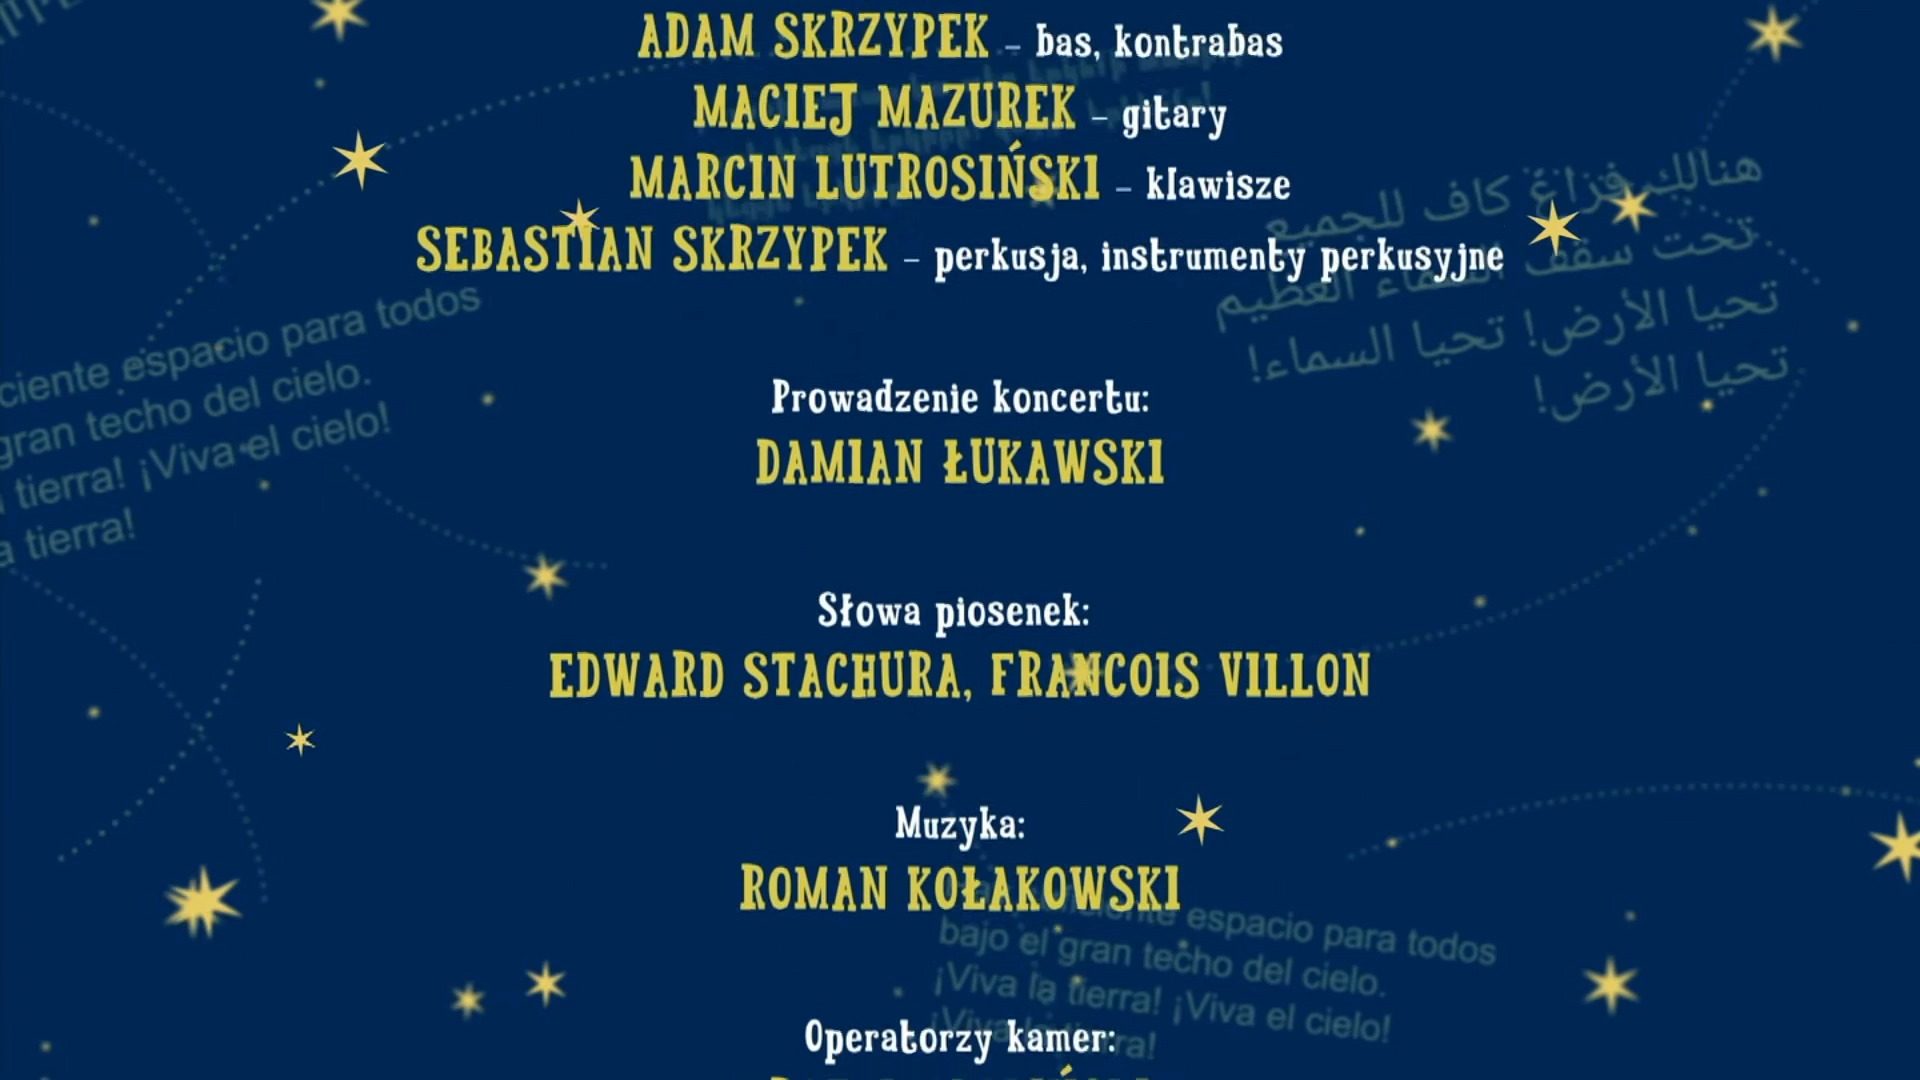 ADAM SKRZYPEK – bas, kontrabas
MACIEJ MAZUREK – gitary
MARCIN LUTROSIŃSKI – klawisze
SEBASTIAN SKRZYPEK – perkusja, instrumenty perkusyjne
Prowadzenie koncertu:
DAMIAN ŁUKAWSKI
Słowa piosenek:
EDWARD STACHURA, FRANCOIS VILLON
Muzyka:
ROMAN KOŁAKOWSKI
Operatorzy kamer:
هنالك فراغ كاف للجميع
تحت سقف السماء العظيم
تحيا الأرض! تحيا السماء!
تحيا الأرض!
espacio para todos
gran techo del cielo.
tierra! ¡Viva el cielo!
a tierra!
espacio para todos
bajo el gran techo del cielo.
¡Viva la tierra! ¡Viva el cielo!